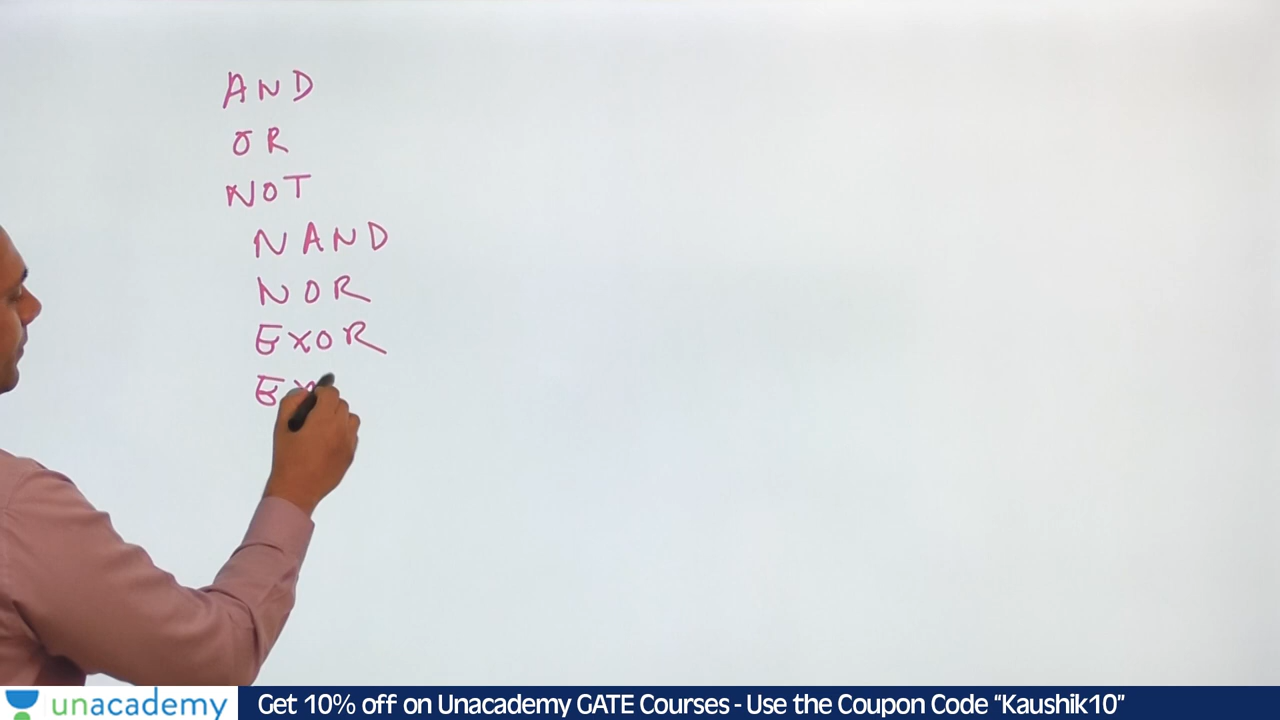 AND
OR
NOT
NAND
NOR
EXOR
EX
unacademy
Get 10% off on Unacademy GATE Courses - Use the Coupon Code “Kaushik10”